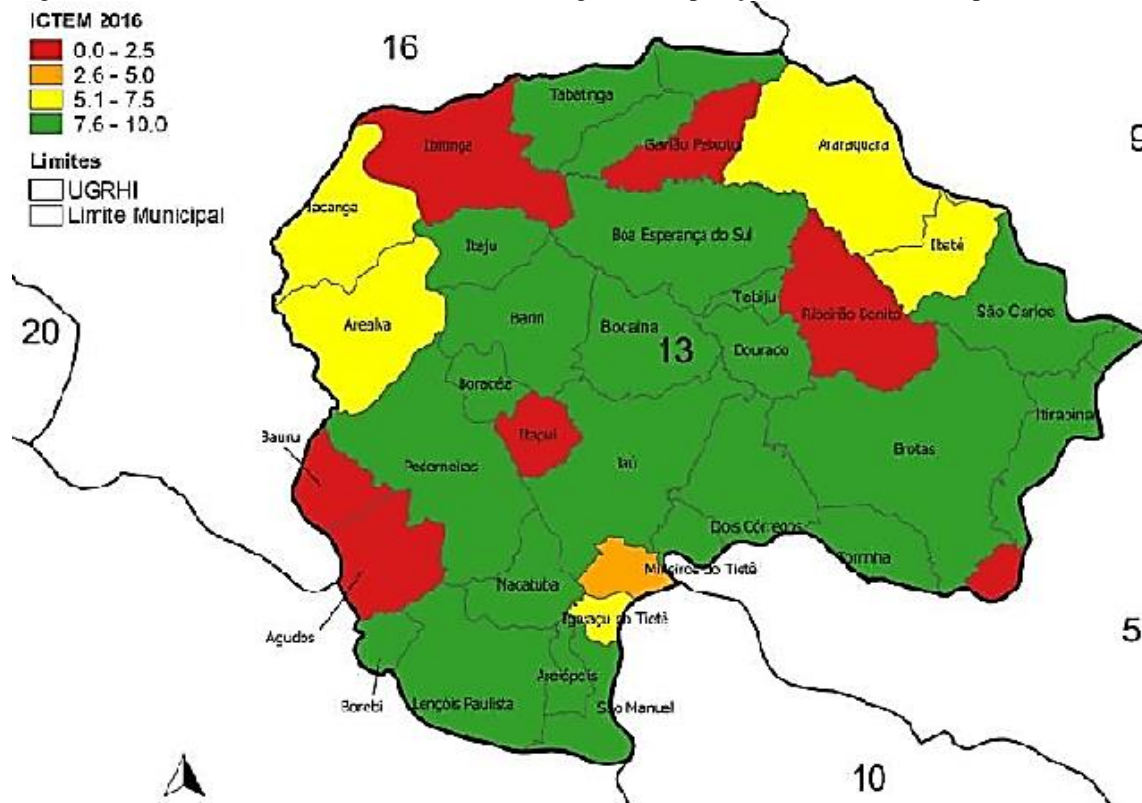 ICTEM 2016
0.0 - 2.5
2.6 - 5.0
5.1 - 7.5
7.6 - 10.0
Limites
UGRHI
Limite Municipal
16
9
20
13
5
10
Tabatinga
Ibitinga
Gavião Peixoto
Araraquara
Iacanga
Itaju
Boa Esperança do Sul
Ibaté
Arealva
Bariri
Bocaina
Trabiju
Ribeirão Bonito
São Carlos
Dourado
Boracéia
Itirapina
Itapuí
Bauru
Pederneiras
Jaú
Brotas
Dois Córregos
Torrinha
Mineiros do Tietê
Macatuba
Igaraçu do Tietê
Agudos
Areiópolis
Borebi
Lençóis Paulista
São Manuel